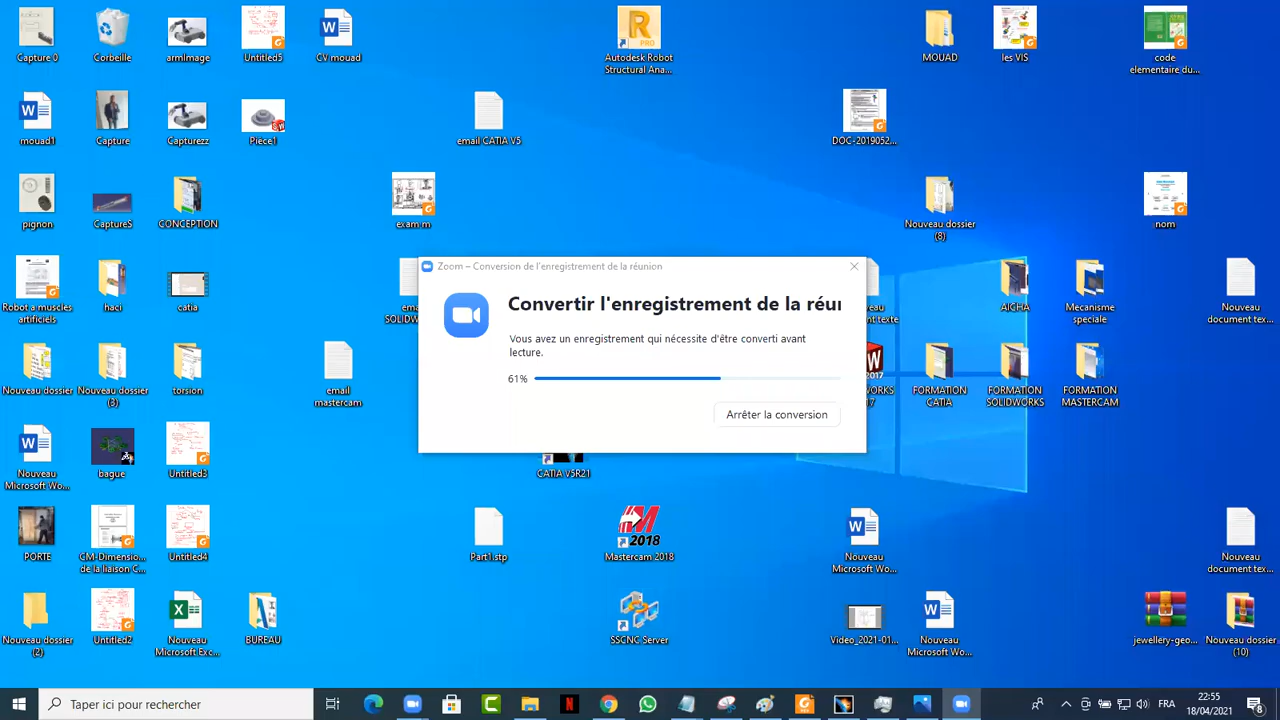 Capture 0
Corbeille
armImage
Untitled5
CV mouad
Autodesk Robot
Structural Ana...
MOUAD
les VIS
code
elementaire du...
mouad1
Capture
Capturezz
Piece1
email CATIA V5
DOC-2019052...
pignon
CaptureS
CONCEPTION
exam m
Nouveau dossier
(8)
nom
Robot a muscles
artificiels
haci
catia
AICHA
Mecanisme
speciale
Nouveau
document tex...
Zoom – Conversion de l'enregistrement de la réunion
Convertir l'enregistrement de la réu
Vous avez un enregistrement qui nécessite d'être converti avant
lecture.
61%
Arrêter la conversion
Nouveau dossier
Nouveau dossier
(3)
torsion
email
mastercam
FORMATION
CATIA
FORMATION
SOLIDWORKS
FORMATION
MASTERCAM
Nouveau
Microsoft Wo...
bague
Untitled3
CATIA V5R21
PORTE
CM-Dimension...
de la liaison C...
Untitled4
Part1.stp
2018
Mastercam 2018
Nouveau
Microsoft Wo...
Nouveau
document tex...
Nouveau dossier
(2)
Untitled2
Nouveau
Microsoft Exc...
BUREAU
SSCNC Server
Video_2021-01...
Nouveau
Microsoft Wo...
jewellery-geo...
Nouveau dossier
(10)
Taper ici pour rechercher
FRA
22:55
18/04/2021